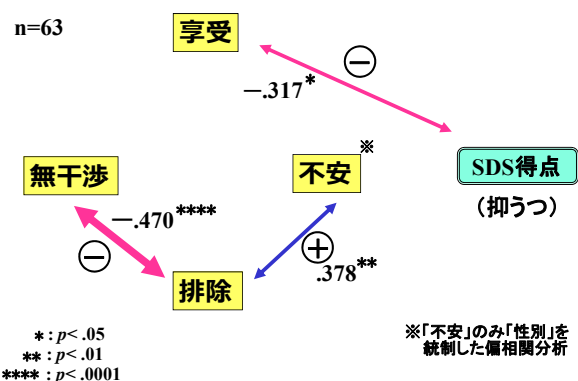 n=63
享受
⊖
－.317*
※
無干渉
不安
SDS得点
(抑うつ)
－.470****
⊖
⊕
.378**
排除
*：p< .05
**：p< .01
****：p< .0001
※「不安」のみ「性別」を
統制した偏相関分析